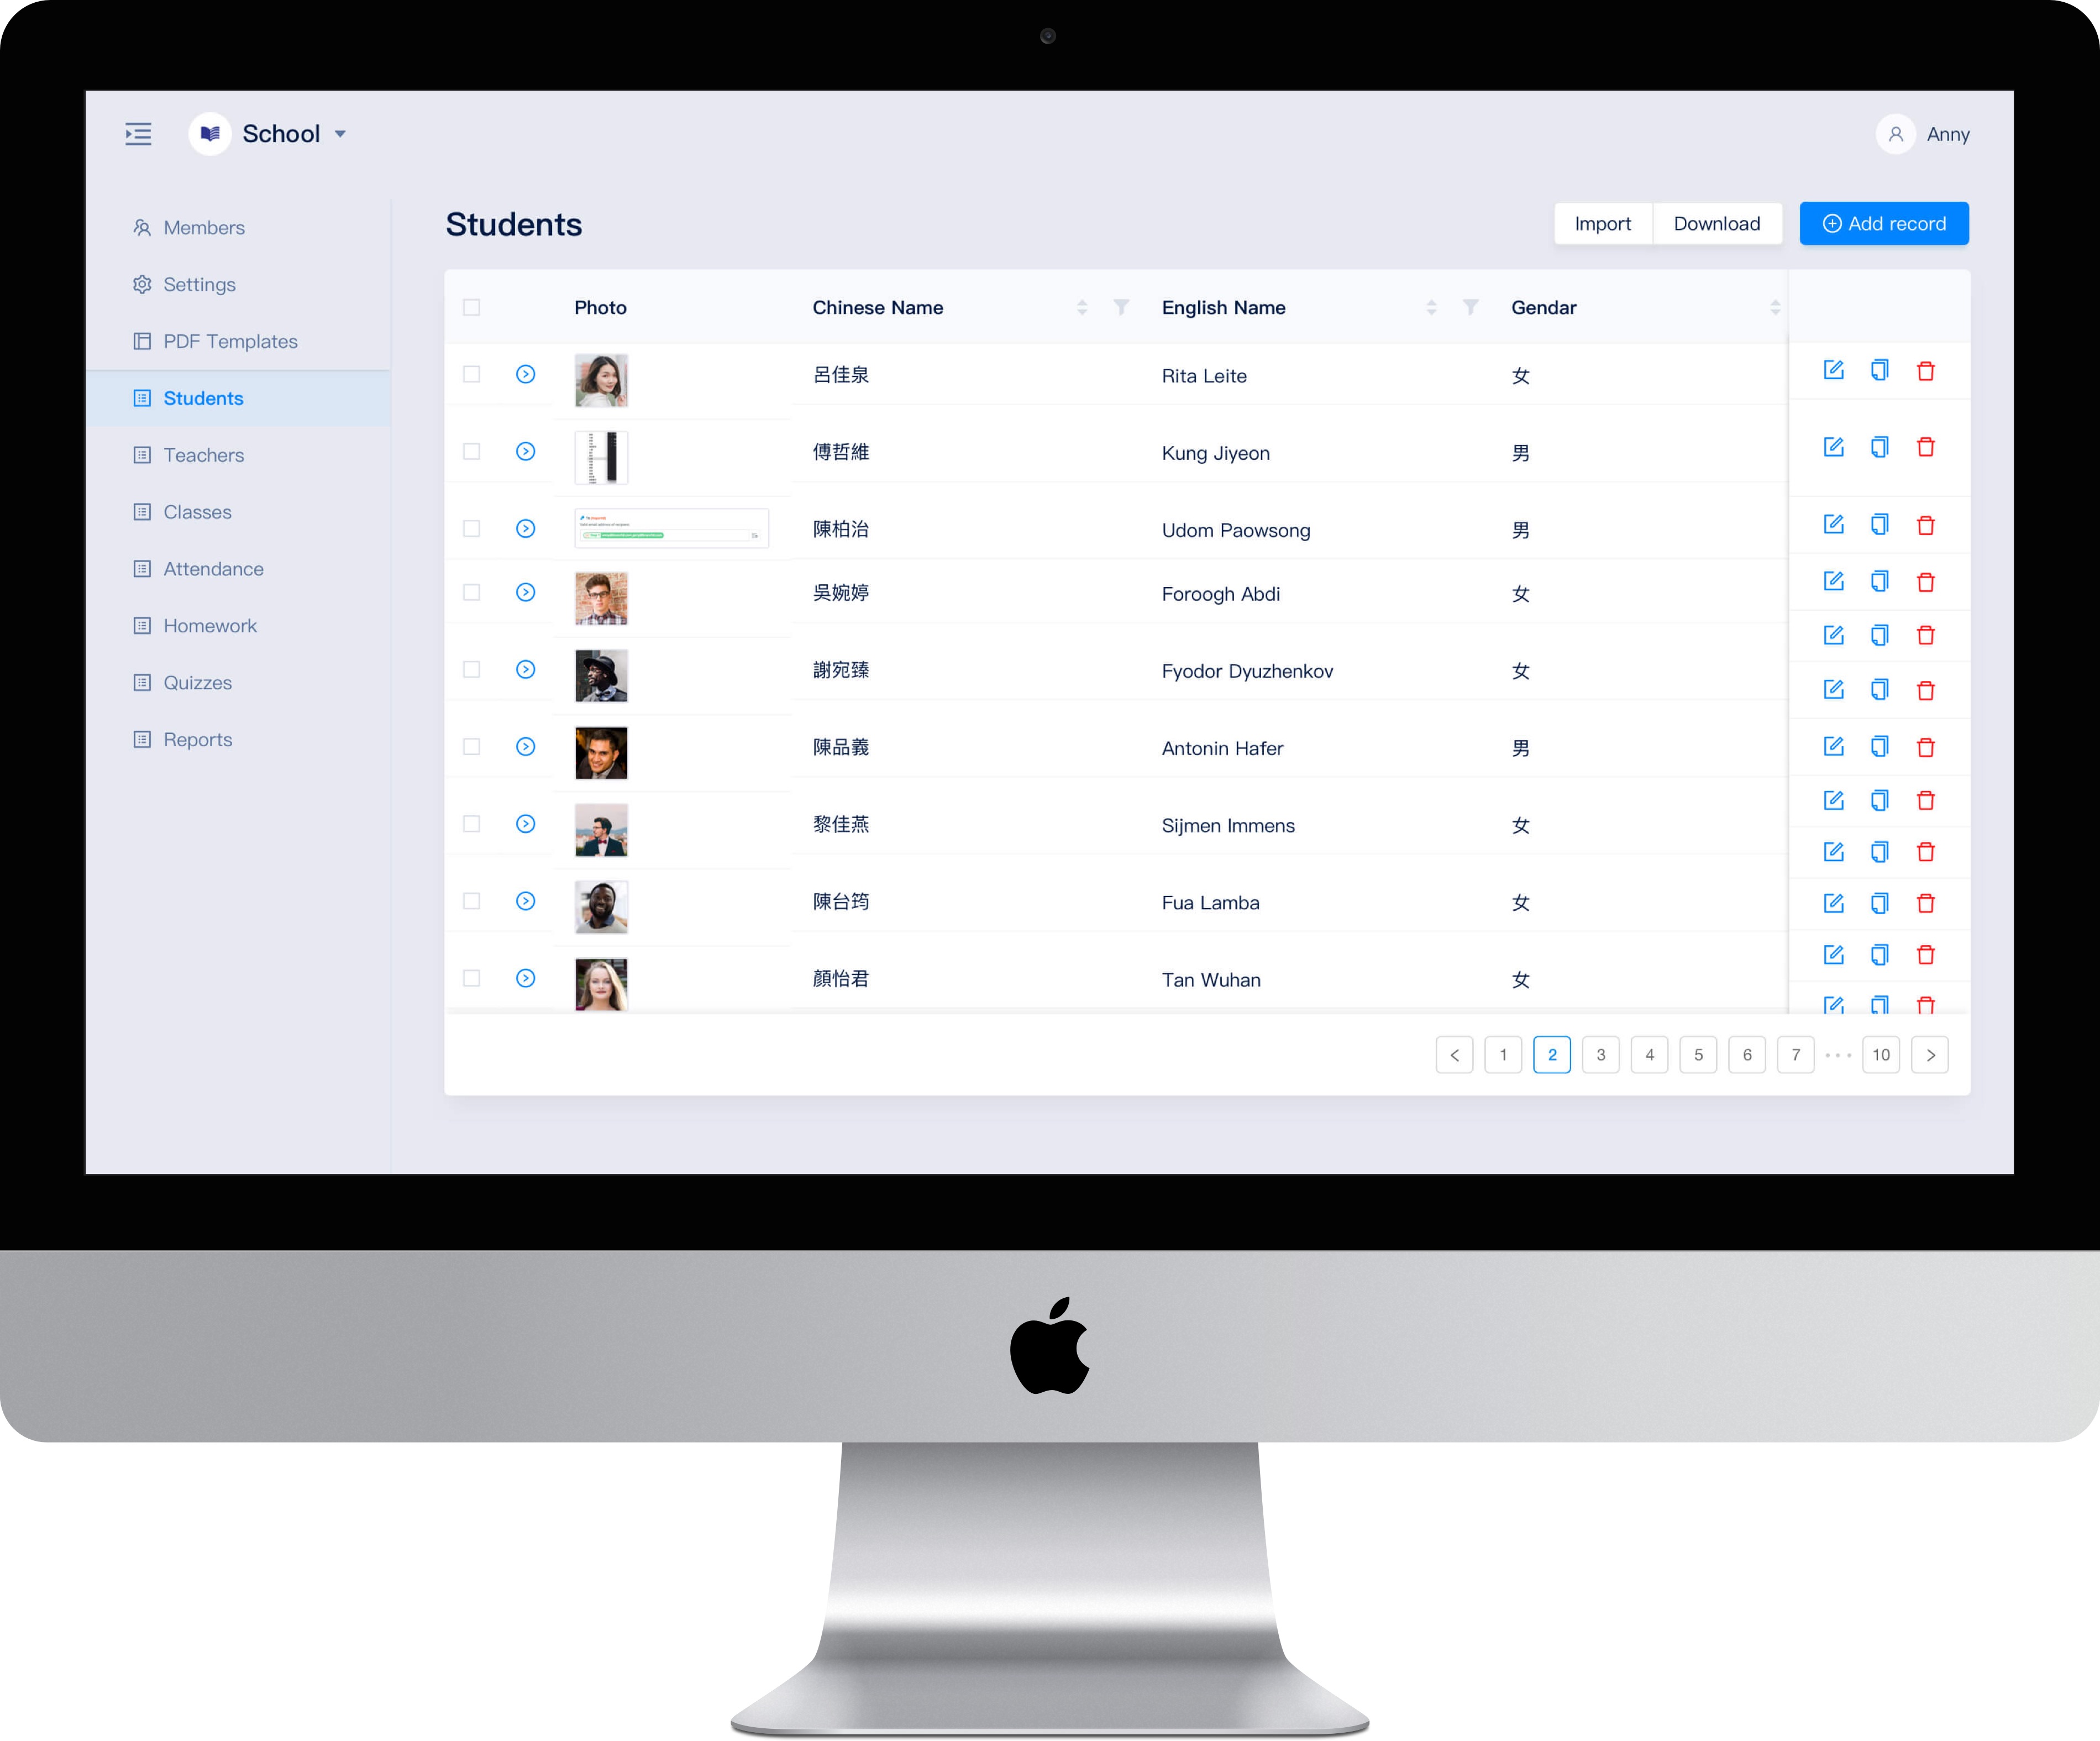 School
Anny
Members
Settings
PDF Templates
Students
Teachers
Classes
Attendance
Homework
Quizzes
Reports
Students
Import Download Add record
Photo Chinese Name English Name Gendar
呂佳泉 Rita Leite 女
傅哲維 Kung Jiyeon 男
陳柏治 Udom Paowsong 男
吳婉婷 Foroogh Abdi 女
謝宛臻 Fyodor Dyuzhenkov 女
陳品義 Antonin Hafer 男
黎佳燕 Sijmen Immens 女
陳台筠 Fua Lamba 女
顏怡君 Tan Wuhan 女
< 1 2 3 4 5 6 7 ••• 10 >